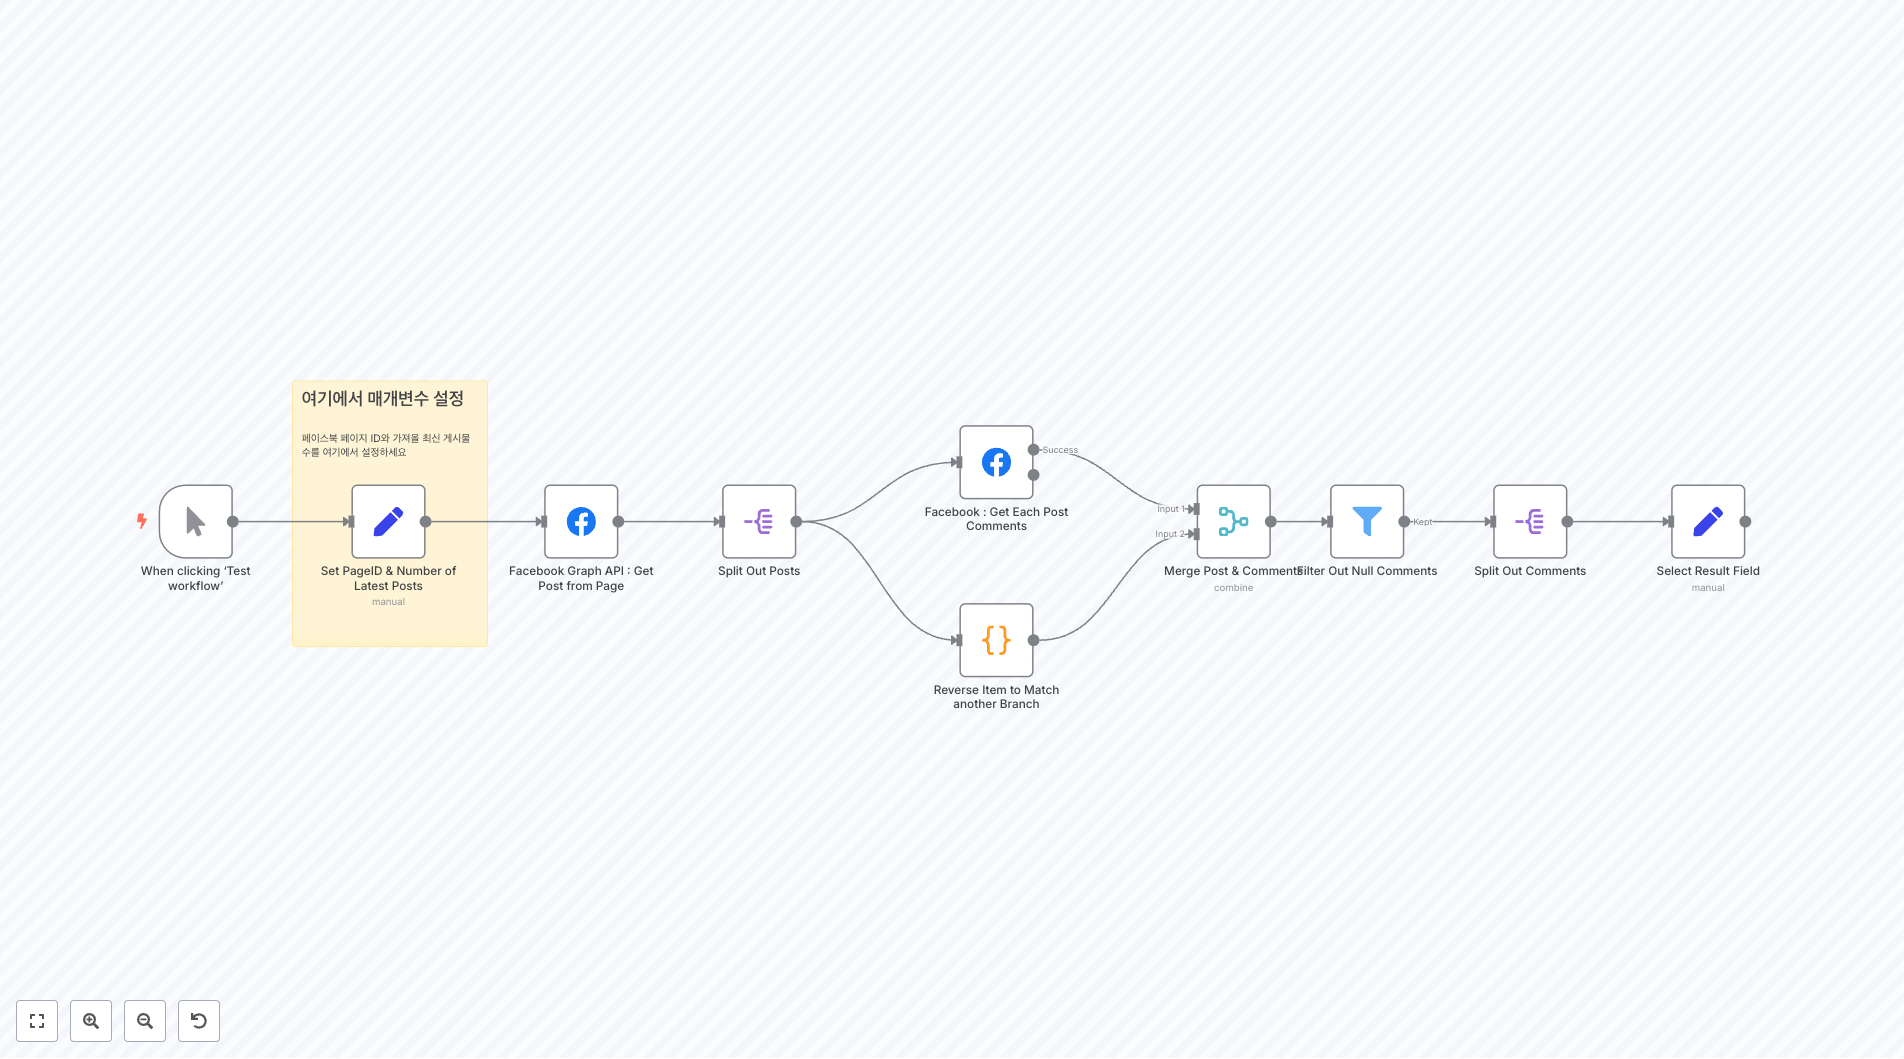 여기에서 매개변수 설정
페이스북 페이지 ID와 가져올 최신 게시물
수를 여기에서 설정하세요
When clicking ‘Test
workflow’
Set PageID & Number of
Latest Posts
manual
Facebook Graph API : Get
Post from Page
Split Out Posts
Success
Facebook : Get Each Post
Comments
Reverse Item to Match
another Branch
Input 1
Input 2
Merge Post & Comments
combine
Filter Out Null Comments
Kept
Split Out Comments
Select Result Field
manual